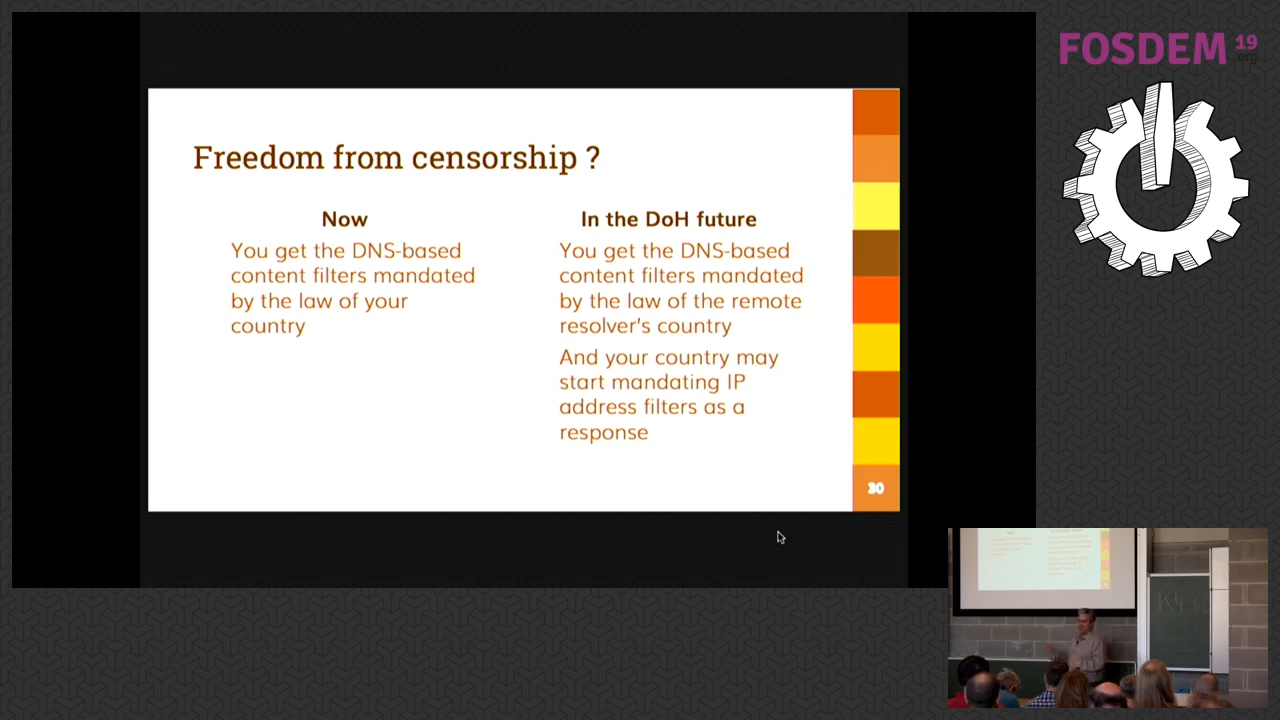 FOSDEM 19
.org
Freedom from censorship ?
Now
You get the DNS-based
content filters mandated
by the law of your
country
In the DoH future
You get the DNS-based
content filters mandated
by the law of the remote
resolver's country
And your country may
start mandating IP
address filters as a
response
30